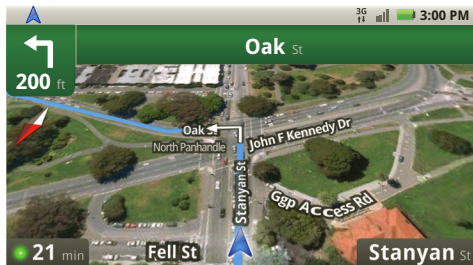 3G 3:00 PM
Oak St
200 ft
Oak
North Panhandle
John F Kennedy Dr
Stanyan St
Ggp Access Rd
21 min
Fell St
Stanyan St